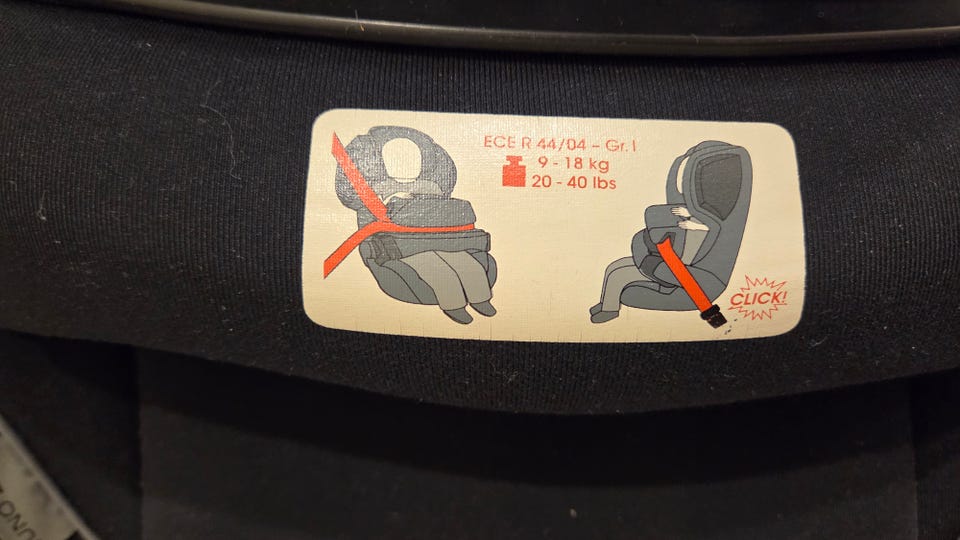 ECE R 44/04 – Gr. I
9 - 18 kg
20 - 40 lbs
CLICK!